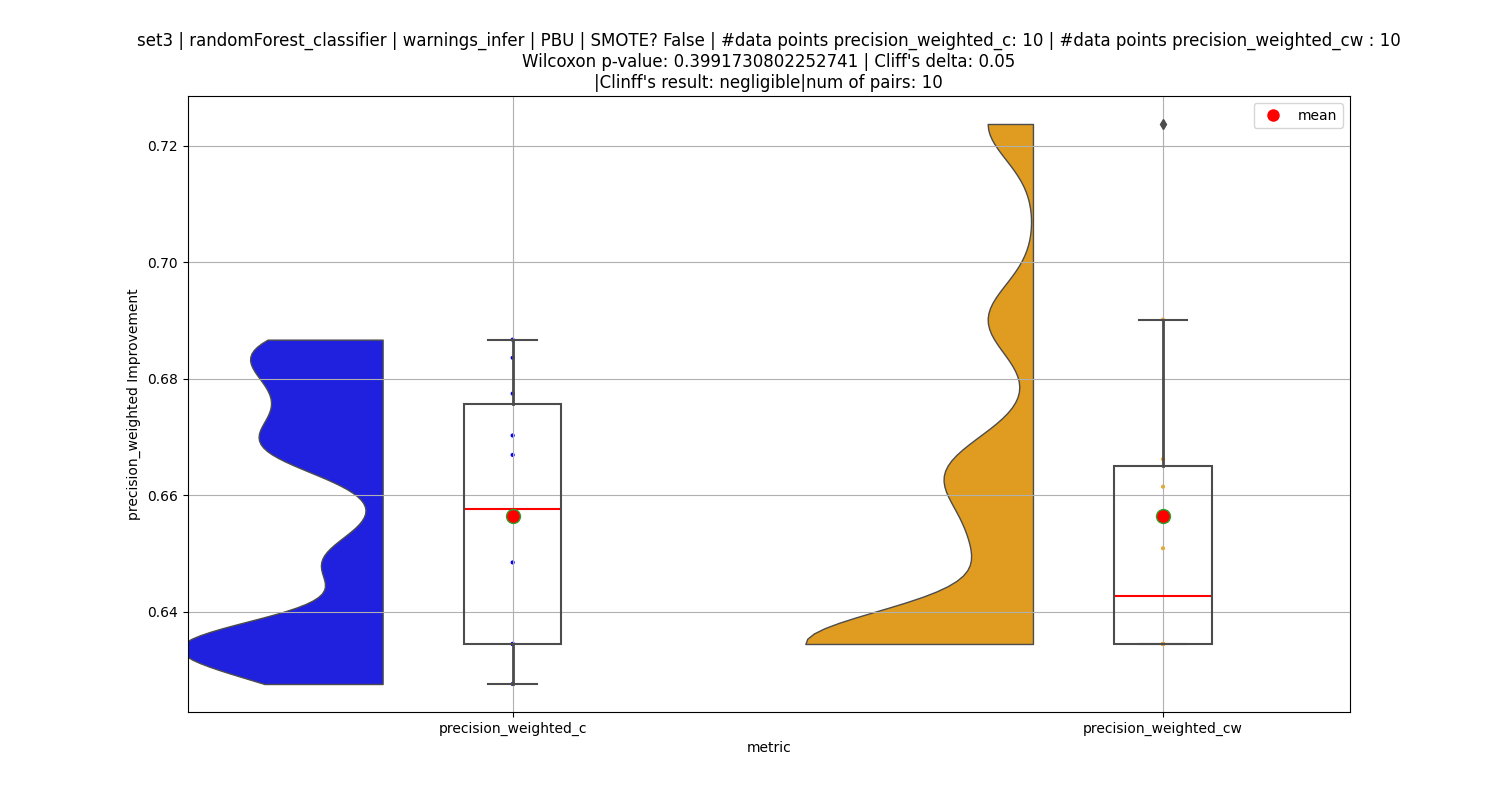 set3 | randomForest_classifier | warnings_infer | PBU | SMOTE? False | #data points precision_weighted_c: 10 | #data points precision_weighted_cw : 10
Wilcoxon p-value: 0.3991730802252741 | Cliff's delta: 0.05
|Clinff's result: negligible|num of pairs: 10
mean
0.72
0.70
0.68
0.66
0.64
precision_weighted Improvement
precision_weighted_c
precision_weighted_cw
metric